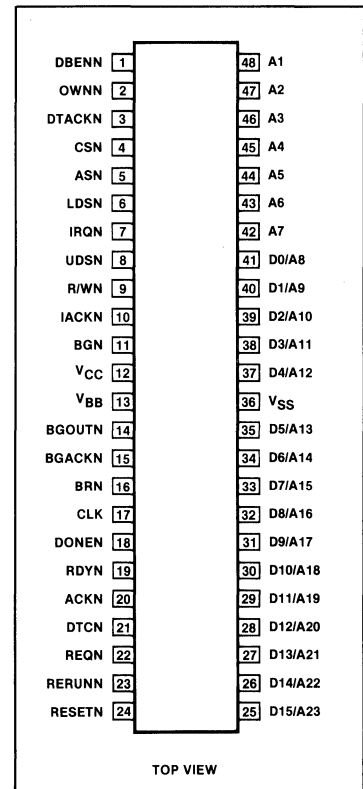 DBENN 1 48 A1
OWNN 2 47 A2
DTACKN 3 46 A3
CSN 4 45 A4
ASN 5 44 A5
LDSN 6 43 A6
IRQN 7 42 A7
UDSN 8 41 D0/A8
R/WN 9 40 D1/A9
IACKN 10 39 D2/A10
BGN 11 38 D3/A11
VCC 12 37 D4/A12
VBB 13 36 VSS
BGOUTN 14 35 D5/A13
BGACKN 15 34 D6/A14
BRN 16 33 D7/A15
CLK 17 32 D8/A16
DONEN 18 31 D9/A17
RDYN 19 30 D10/A18
ACKN 20 29 D11/A19
DTCN 21 28 D12/A20
REQN 22 27 D13/A21
RERUNN 23 26 D14/A22
RESETN 24 25 D15/A23
TOP VIEW